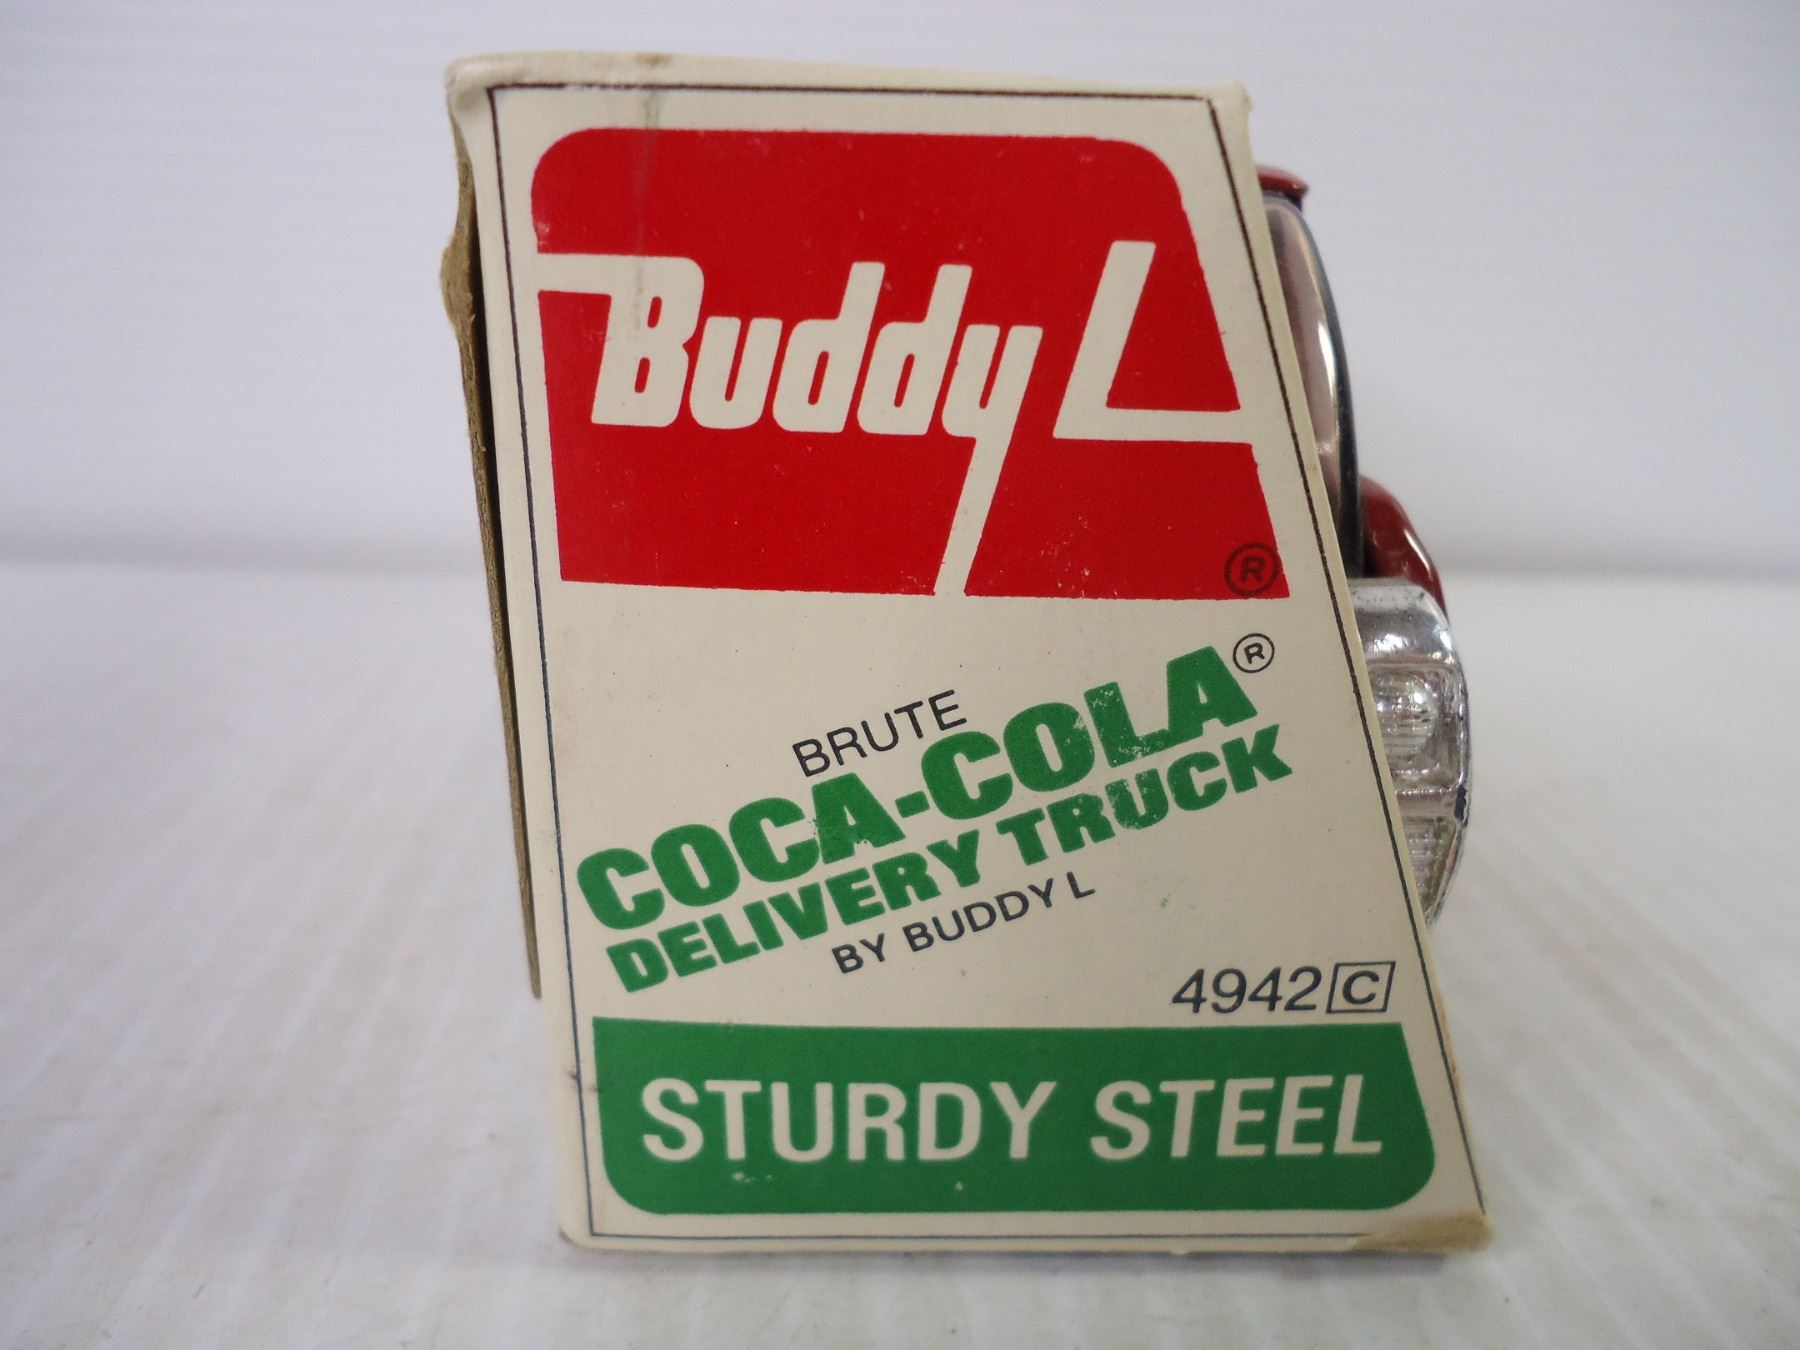 Buddy L ®
BRUTE
COCA-COLA®
DELIVERY TRUCK
BY BUDDY L
4942 C
STURDY STEEL